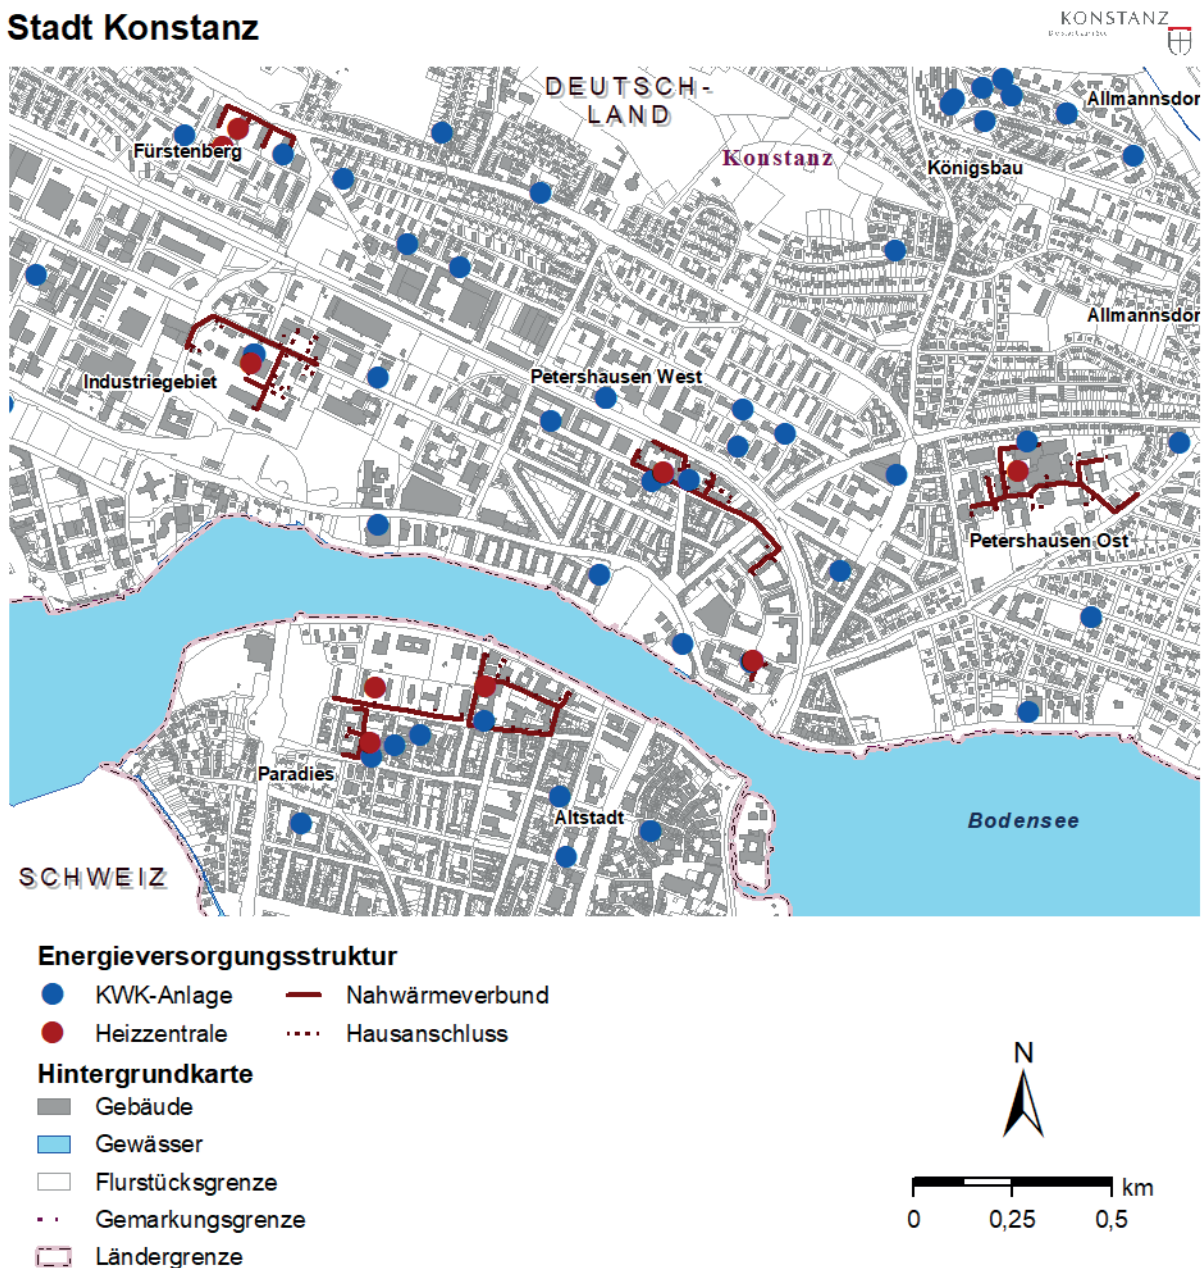 Stadt Konstanz
KONSTANZ
DEUTSCH-
LAND
Konstanz
Allmannsdor
Fürstenberg
Königsbau
Allmannsdor
Industriegebiet
Petershausen West
Petershausen Ost
Paradies
Altstadt
Bodensee
SCHWEIZ
Energieversorgungsstruktur
KWK-Anlage
Nahwärmeverbund
Heizzentrale
Hausanschluss
Hintergrundkarte
Gebäude
Gewässer
Flurstücksgrenze
Gemarkungsgrenze
Ländergrenze
N
km
0 0,25 0,5